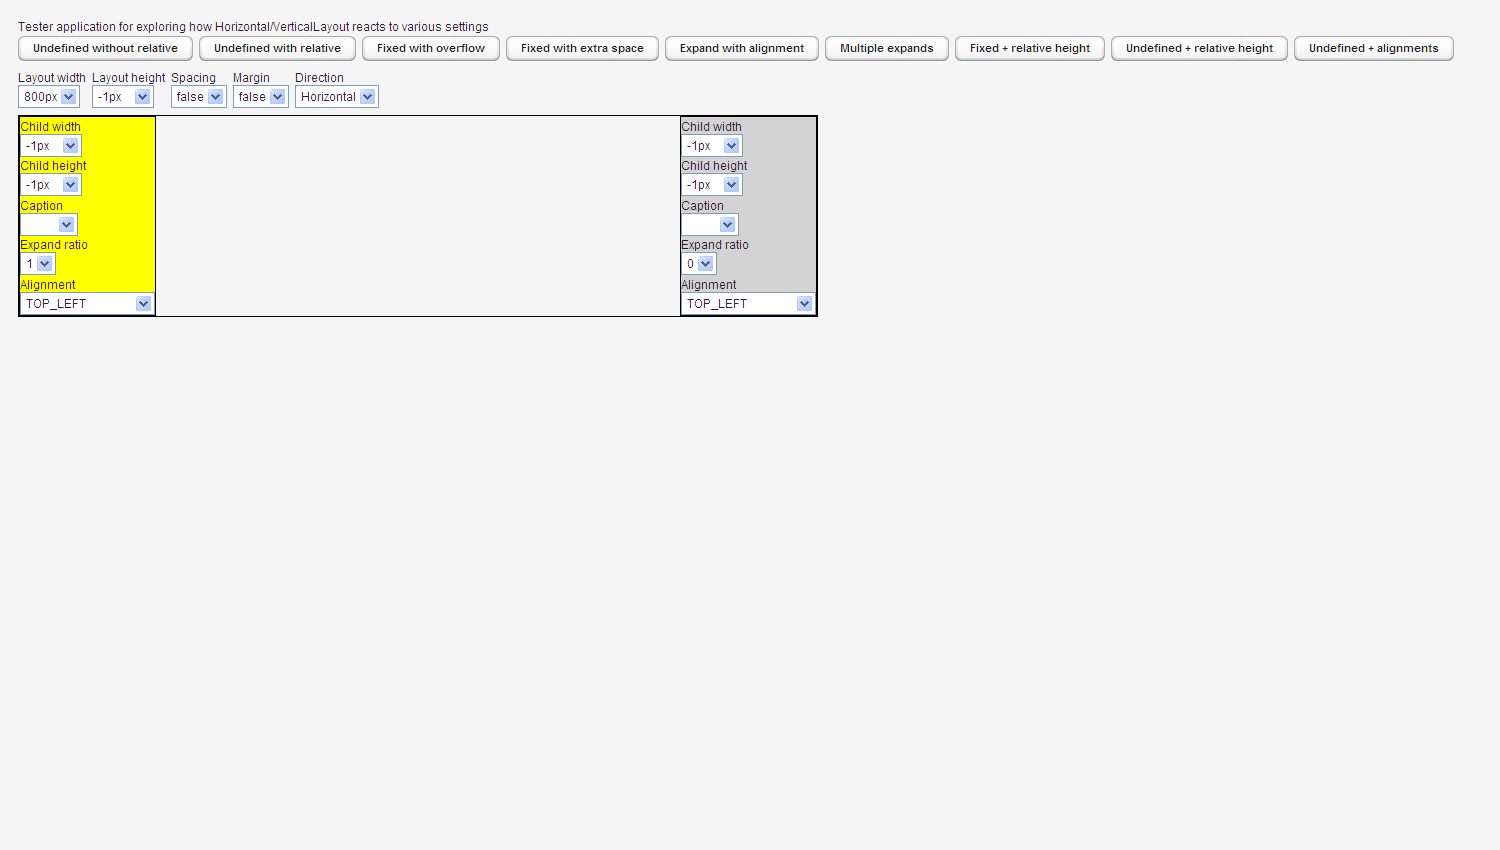 Tester application for exploring how Horizontal/VerticalLayout reacts to various settings
Undefined without relative Undefined with relative Fixed with overflow Fixed with extra space Expand with alignment Multiple expands Fixed + relative height Undefined + relative height Undefined + alignments
Layout width Layout height Spacing Margin Direction
800px -1px false false Horizontal
Child width
-1px
Child height
-1px
Caption
Expand ratio
1
Alignment
TOP_LEFT
Child width
-1px
Child height
-1px
Caption
Expand ratio
0
Alignment
TOP_LEFT